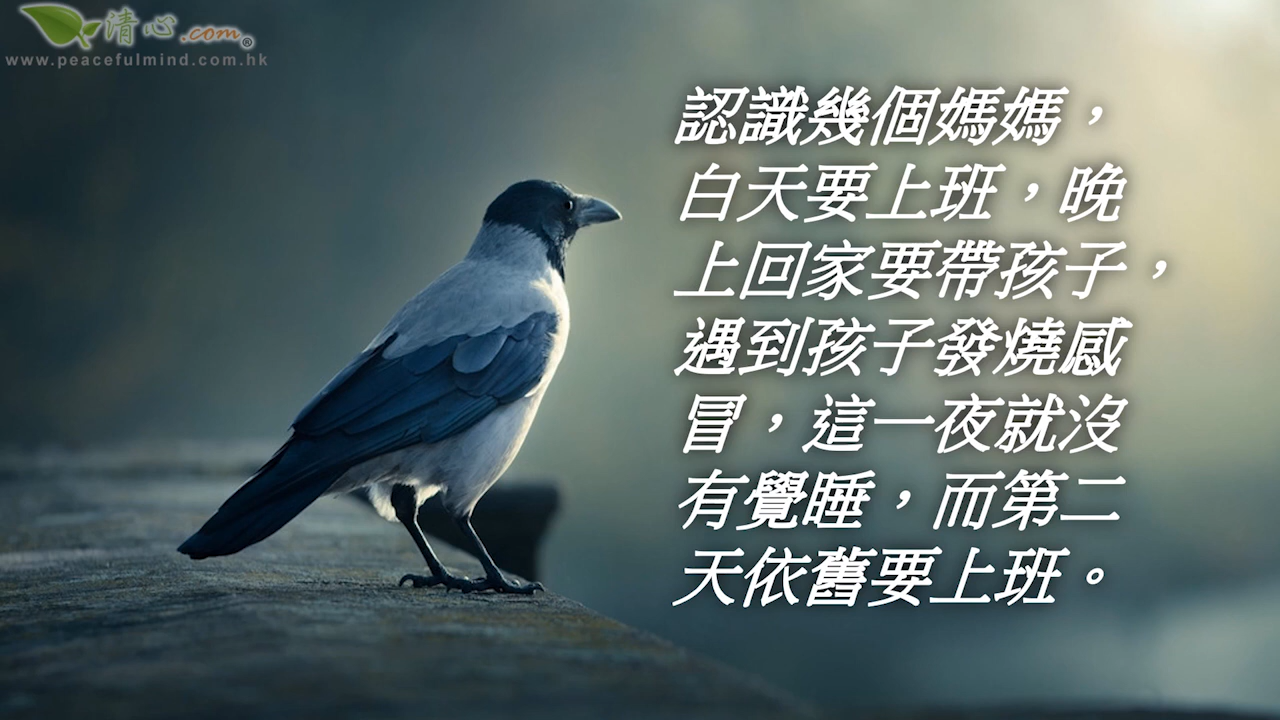 清心.com®
www.peacefulmind.com.hk
認識幾個媽媽，
白天要上班，晚
上回家要帶孩子，
遇到孩子發燒感
冒，這一夜就沒
有覺睡，而第二
天依舊要上班。